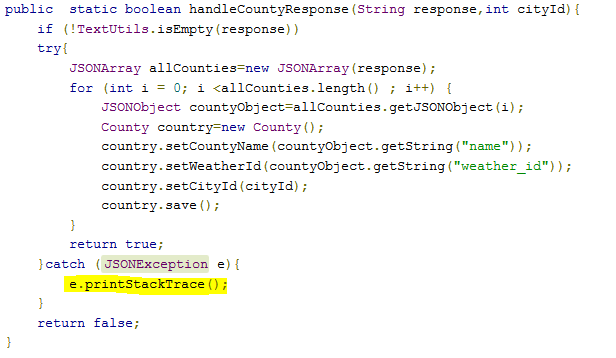 public  static boolean handleCountyResponse(String response,int cityId){
    if (!TextUtils.isEmpty(response))
    try{
        JSONArray allCounties=new JSONArray(response);
        for (int i = 0; i <allCounties.length() ; i++) {
            JSONObject countyObject=allCounties.getJSONObject(i);
            County country=new County();
            country.setCountyName(countyObject.getString("name"));
            country.setWeatherId(countyObject.getString("weather_id"));
            country.setCityId(cityId);
            country.save();
        }
        return true;
    }catch (JSONException e){
        e.printStackTrace();
    }
    return false;
}